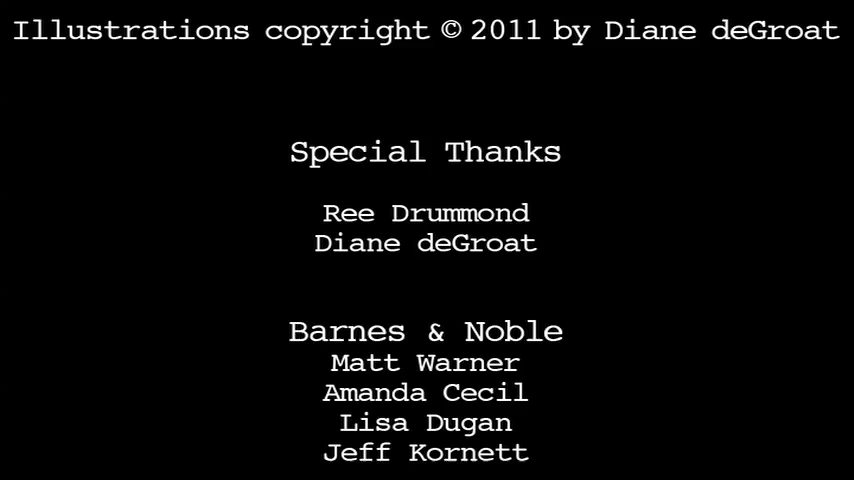 Illustrations copyright © 2011 by Diane deGroat
Special Thanks
Ree Drummond
Diane deGroat
Barnes & Noble
Matt Warner
Amanda Cecil
Lisa Dugan
Jeff Kornett